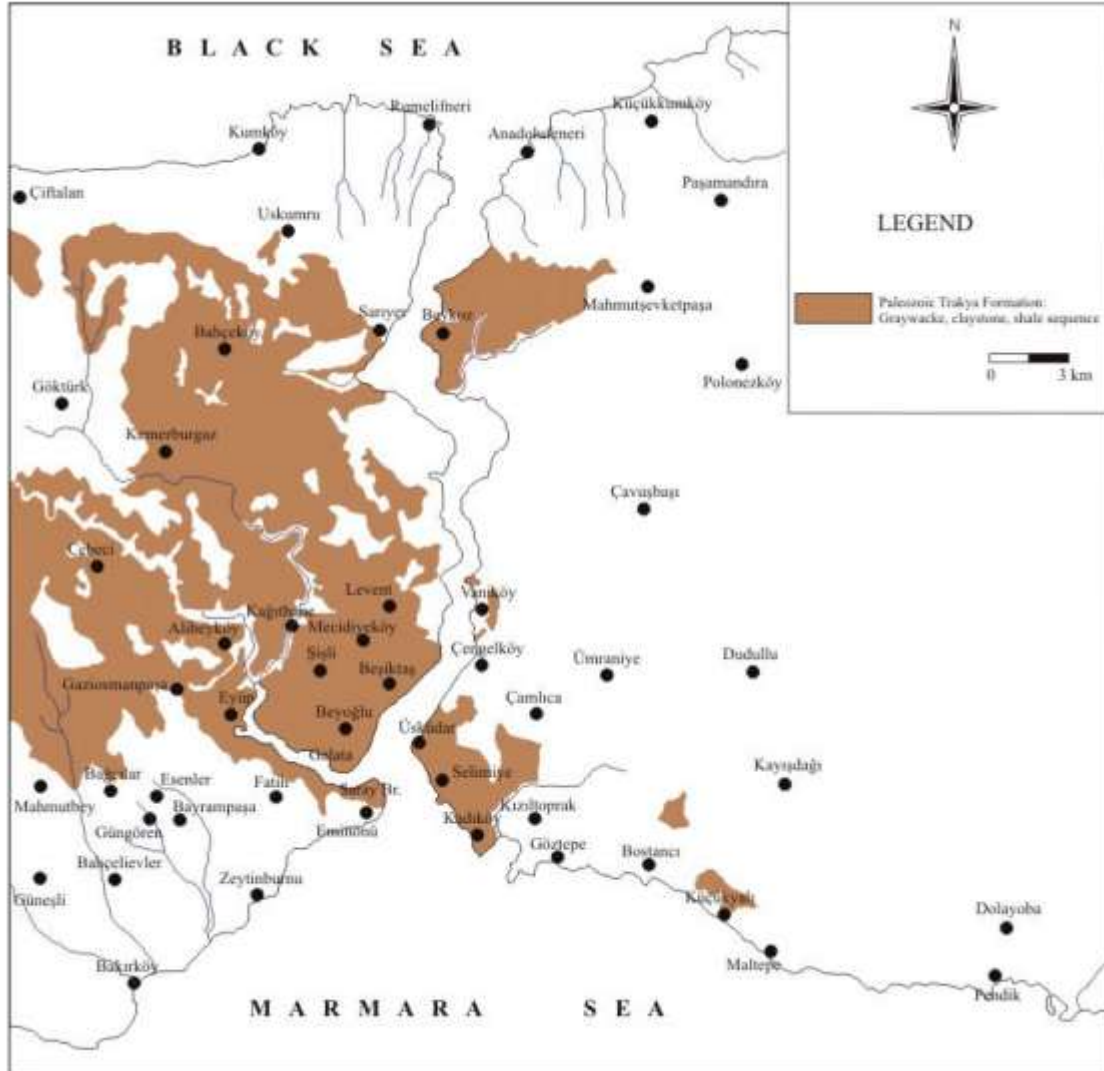 BLACK SEA
N
Rumelifneri
Küçükkumköy
Kumköy
Anadolufeneri
Çiftalan
Paşamandıra
Uskumru
LEGEND
Mahmutşevketpaşa
Paleozoic Trakya Formation:
Graywacke, claystone, shale sequence
Sarıyer
Beykoz
Bahçeköy
0 3 km
Polonezköy
Göktürk
Kemerburgaz
Çavuşbaşı
Cebeci
Levent
Vaniköy
Kağıthane
Mecidiyeköy
Alibeyköy
Şişli
Çengelköy
Ümraniye
Dudullu
Beşiktaş
Gaziosmanpaşa
Eyüp
Çamlıca
Beyoğlu
Üsküdar
Galata
Kayışdağı
Bağcılar
Esenler
Fatih
Selimiye
Mahmutbey
Bayrampaşa
Saray Br.
Kızıltoprak
Güngören
Eminönü
Kadıköy
Bahçelievler
Göztepe
Bostancı
Zeytinburnu
Güneşli
Küçükyalı
Dolayoba
Maltepe
Bakırköy
Pendik
MARMARA SEA